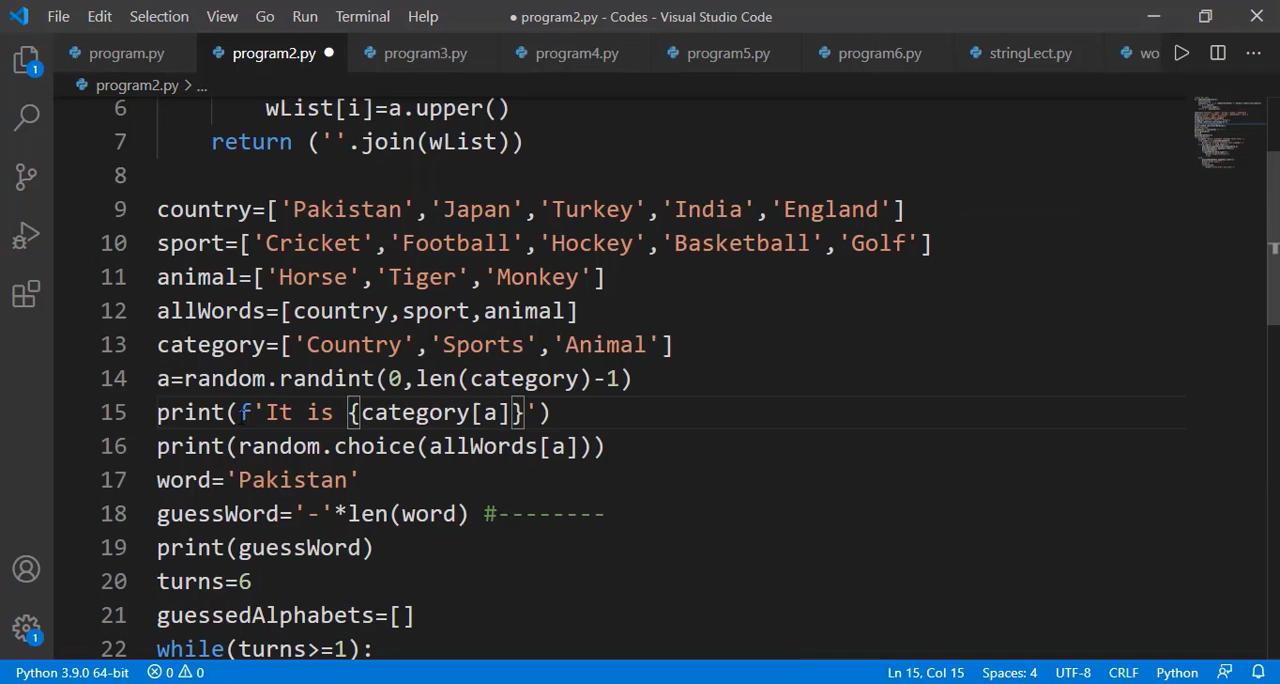 File Edit Selection View Go Run Terminal Help ● program2.py - Codes - Visual Studio Code
program.py program2.py ● program3.py program4.py program5.py program6.py stringLect.py wo
program2.py > ...
6 wList[i]=a.upper()
7 return (''.join(wList))
8
9 country=['Pakistan','Japan','Turkey','India','England']
10 sport=['Cricket','Football','Hockey','Basketball','Golf']
11 animal=['Horse','Tiger','Monkey']
12 allWords=[country,sport,animal]
13 category=['Country','Sports','Animal']
14 a=random.randint(0,len(category)-1)
15 print(f'It is {category[a]}')
16 print(random.choice(allWords[a]))
17 word='Pakistan'
18 guessWord='-'*len(word) #--------
19 print(guessWord)
20 turns=6
21 guessedAlphabets=[]
22 while(turns>=1):
1
1
Python 3.9.0 64-bit 0 0 Ln 15, Col 15 Spaces: 4 UTF-8 CRLF Python